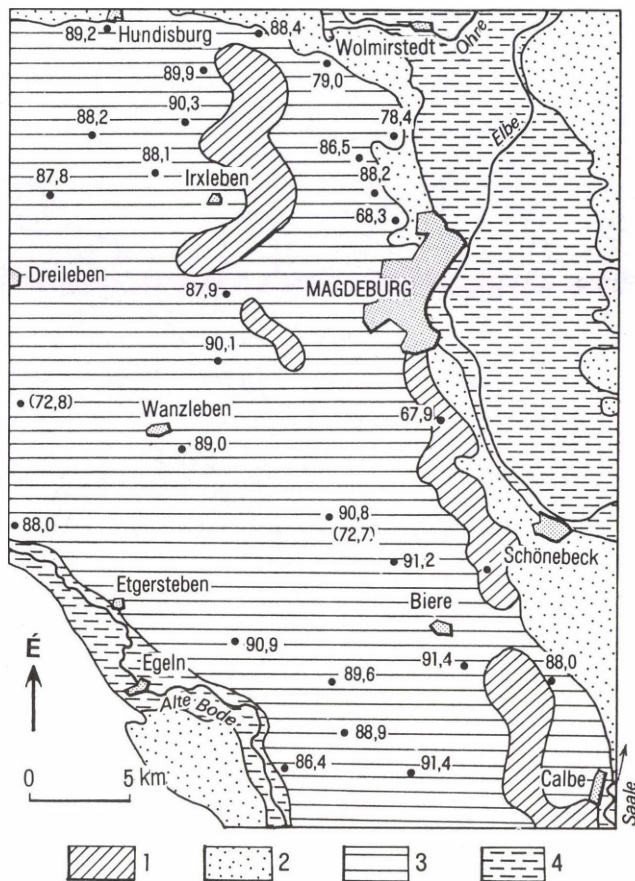 89,2
Hundisburg
88,4
Wolmirstedt
Ohre
89,9
79,0
90,3
88,2
78,4
Elbe
86,5
88,1
88,2
87,8
Irxleben
68,3
Dreileben
87,9
MAGDEBURG
90,1
(72,8)
Wanzleben
67,9
89,0
90,8
(72,7)
88,0
91,2
Schönebeck
Etgersteben
Biere
90,9
É
91,4
88,0
Egeln
89,6
Alte Bode
88,9
86,4
91,4
0 5 km
Calbe
Saale
1 2 3 4